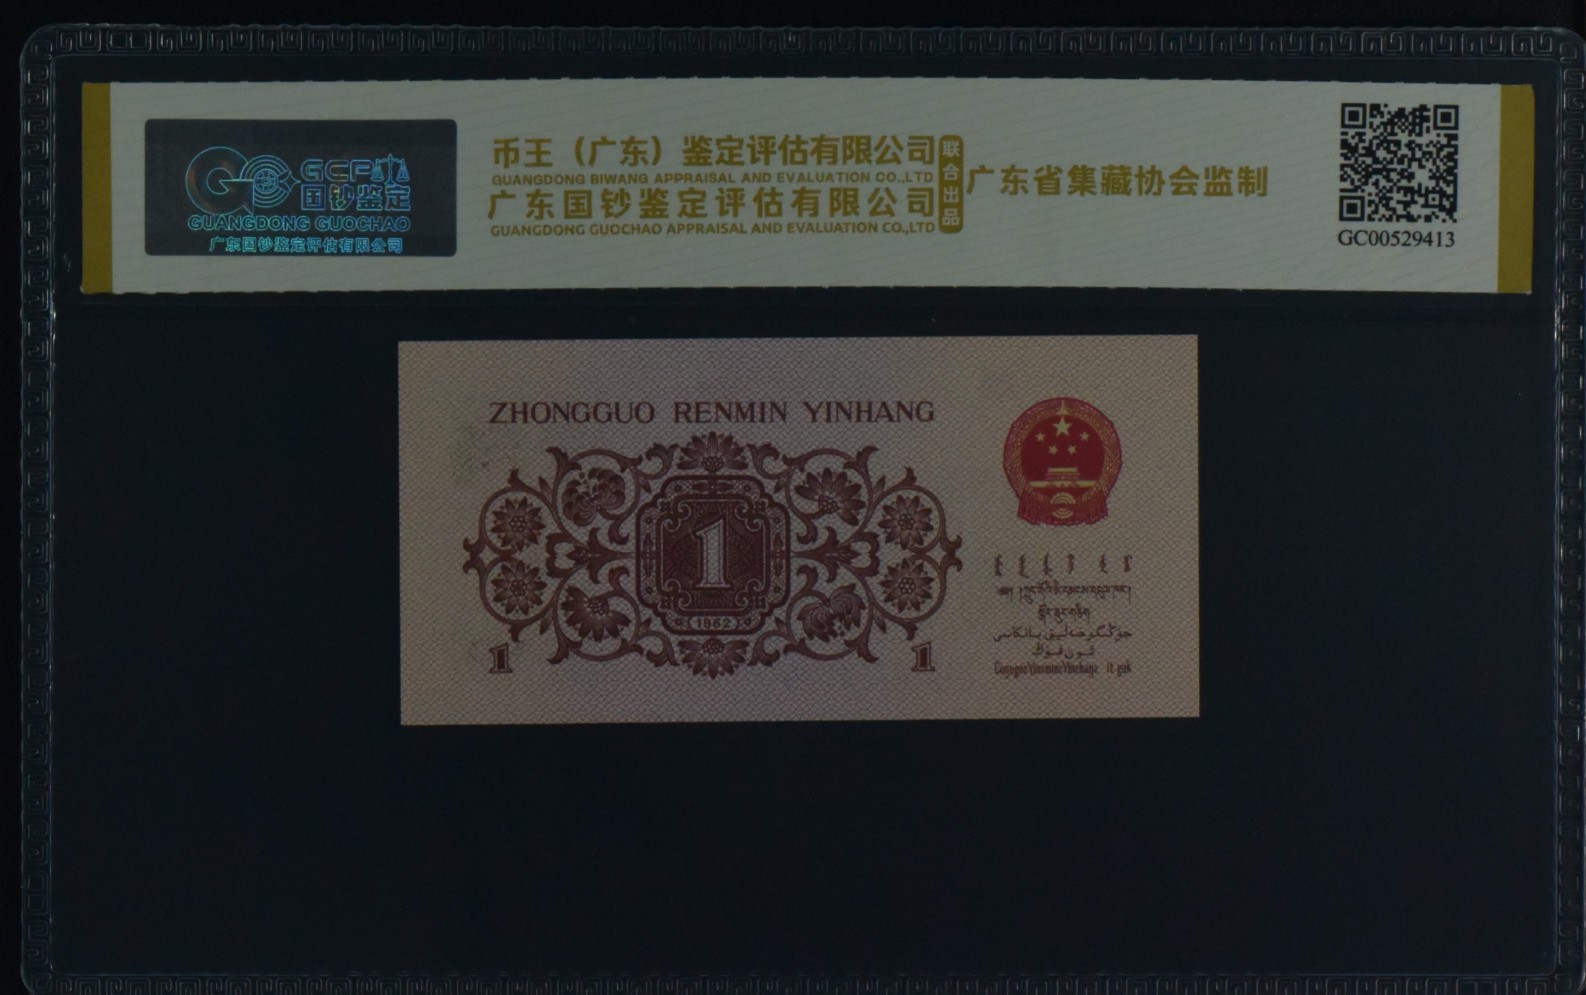 GCF
国钞鉴定
GUANGDONG GUOCHAO
广东国钞鉴定评估有限公司
币王（广东）鉴定评估有限公司
GUANGDONG BIWANG APPRAISAL AND EVALUATION CO.,LTD
广东国钞鉴定评估有限公司
GUANGDONG GUOCHAO APPRAISAL AND EVALUATION CO.,LTD
联合出品
广东省集藏协会监制
GC00529413
ZHONGGUO RENMIN YINHANG
1
1962
1
1